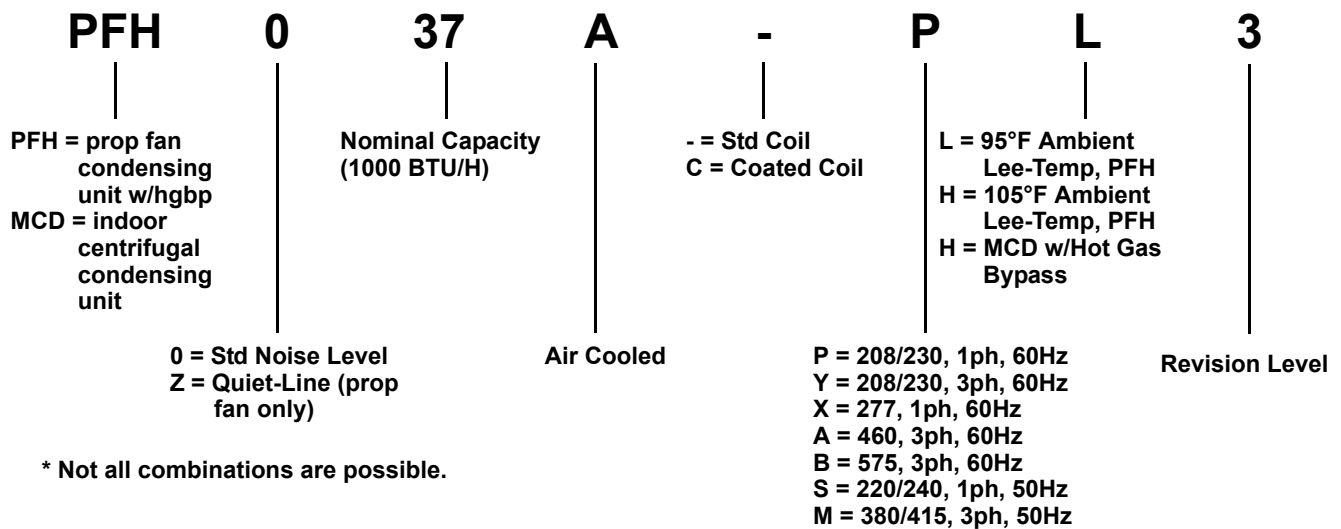 PFH 0 37 A - P L 3
PFH = prop fan
condensing
unit w/hgbp
MCD = indoor
centrifugal
condensing
unit
Nominal Capacity
(1000 BTU/H)
- = Std Coil
C = Coated Coil
L = 95°F Ambient
Lee-Temp, PFH
H = 105°F Ambient
Lee-Temp, PFH
H = MCD w/Hot Gas
Bypass
0 = Std Noise Level
Z = Quiet-Line (prop
fan only)
Air Cooled
P = 208/230, 1ph, 60Hz
Y = 208/230, 3ph, 60Hz
X = 277, 1ph, 60Hz
A = 460, 3ph, 60Hz
B = 575, 3ph, 60Hz
S = 220/240, 1ph, 50Hz
M = 380/415, 3ph, 50Hz
Revision Level
* Not all combinations are possible.